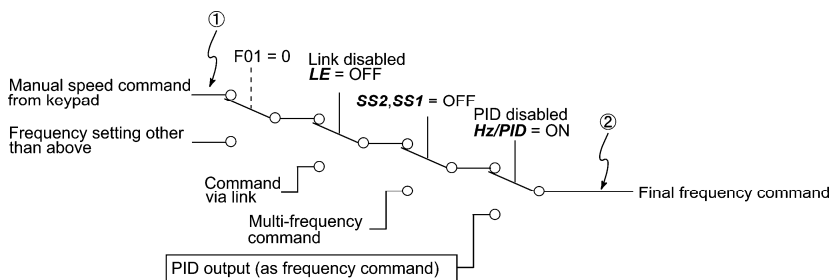 ①
F01 = 0
Link disabled
LE = OFF
Manual speed command
from keypad
SS2,SS1 = OFF
PID disabled
Hz/PID = ON
②
Frequency setting other
than above
Final frequency command
Command
via link
Multi-frequency
command
PID output (as frequency command)